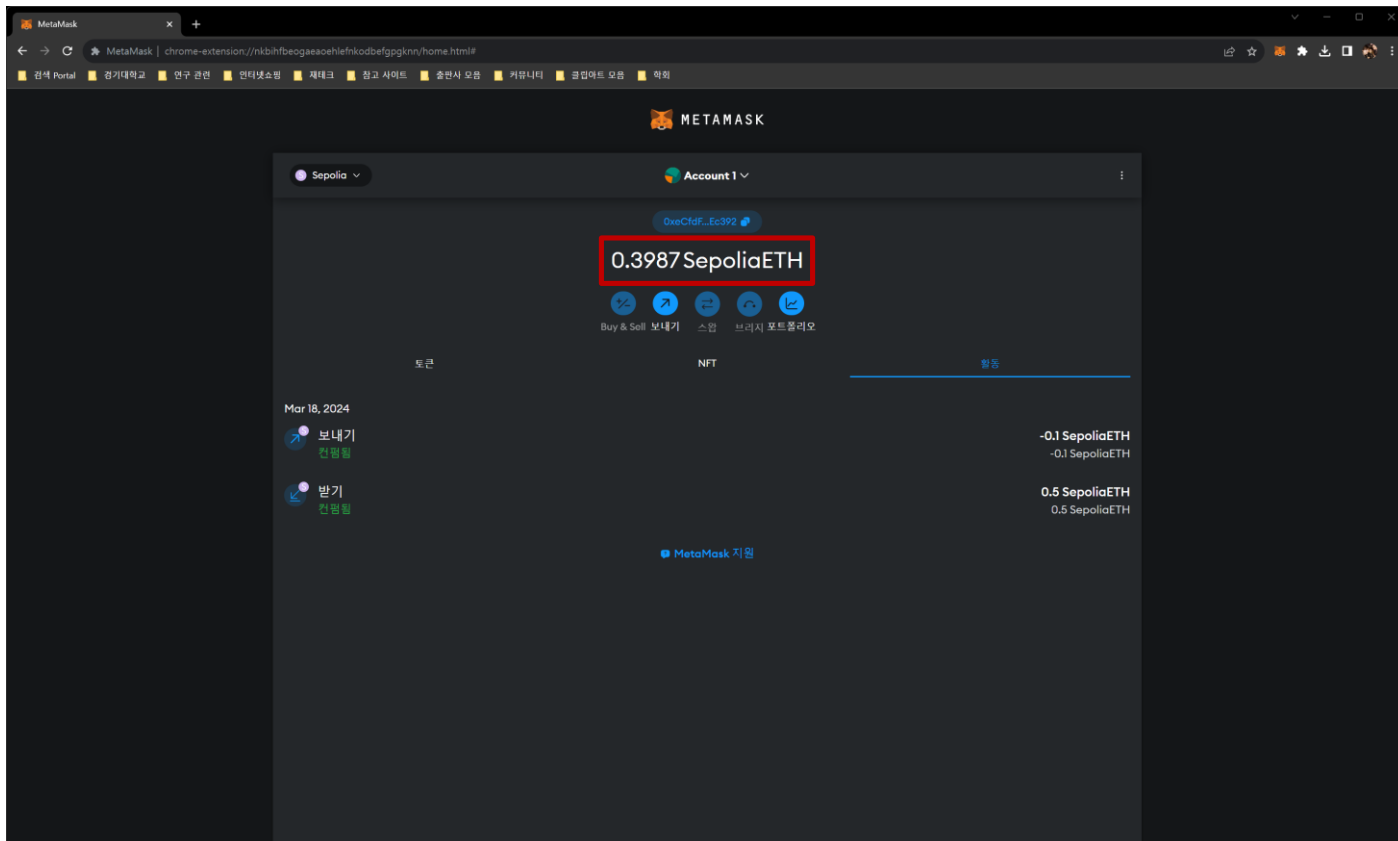 MetaMask
MetaMask | chrome-extension://nkbihfbeogaeaoehlefnkodbefgpgknn/home.html#
검색 Portal 경기대학교 연구 관련 인터넷쇼핑 재테크 참고 사이트 출판사 모음 커뮤니티 클립아트 모음 학회
METAMASK
S Sepolia Account 1
0xeCfdF...Ec392
0.3987 SepoliaETH
Buy & Sell 보내기 스왑 브리지 포트폴리오
토큰 NFT 활동
Mar 18, 2024
S 보내기 -0.1 SepoliaETH
컨펌됨 -0.1 SepoliaETH
S 받기 0.5 SepoliaETH
컨펌됨 0.5 SepoliaETH
MetaMask 지원